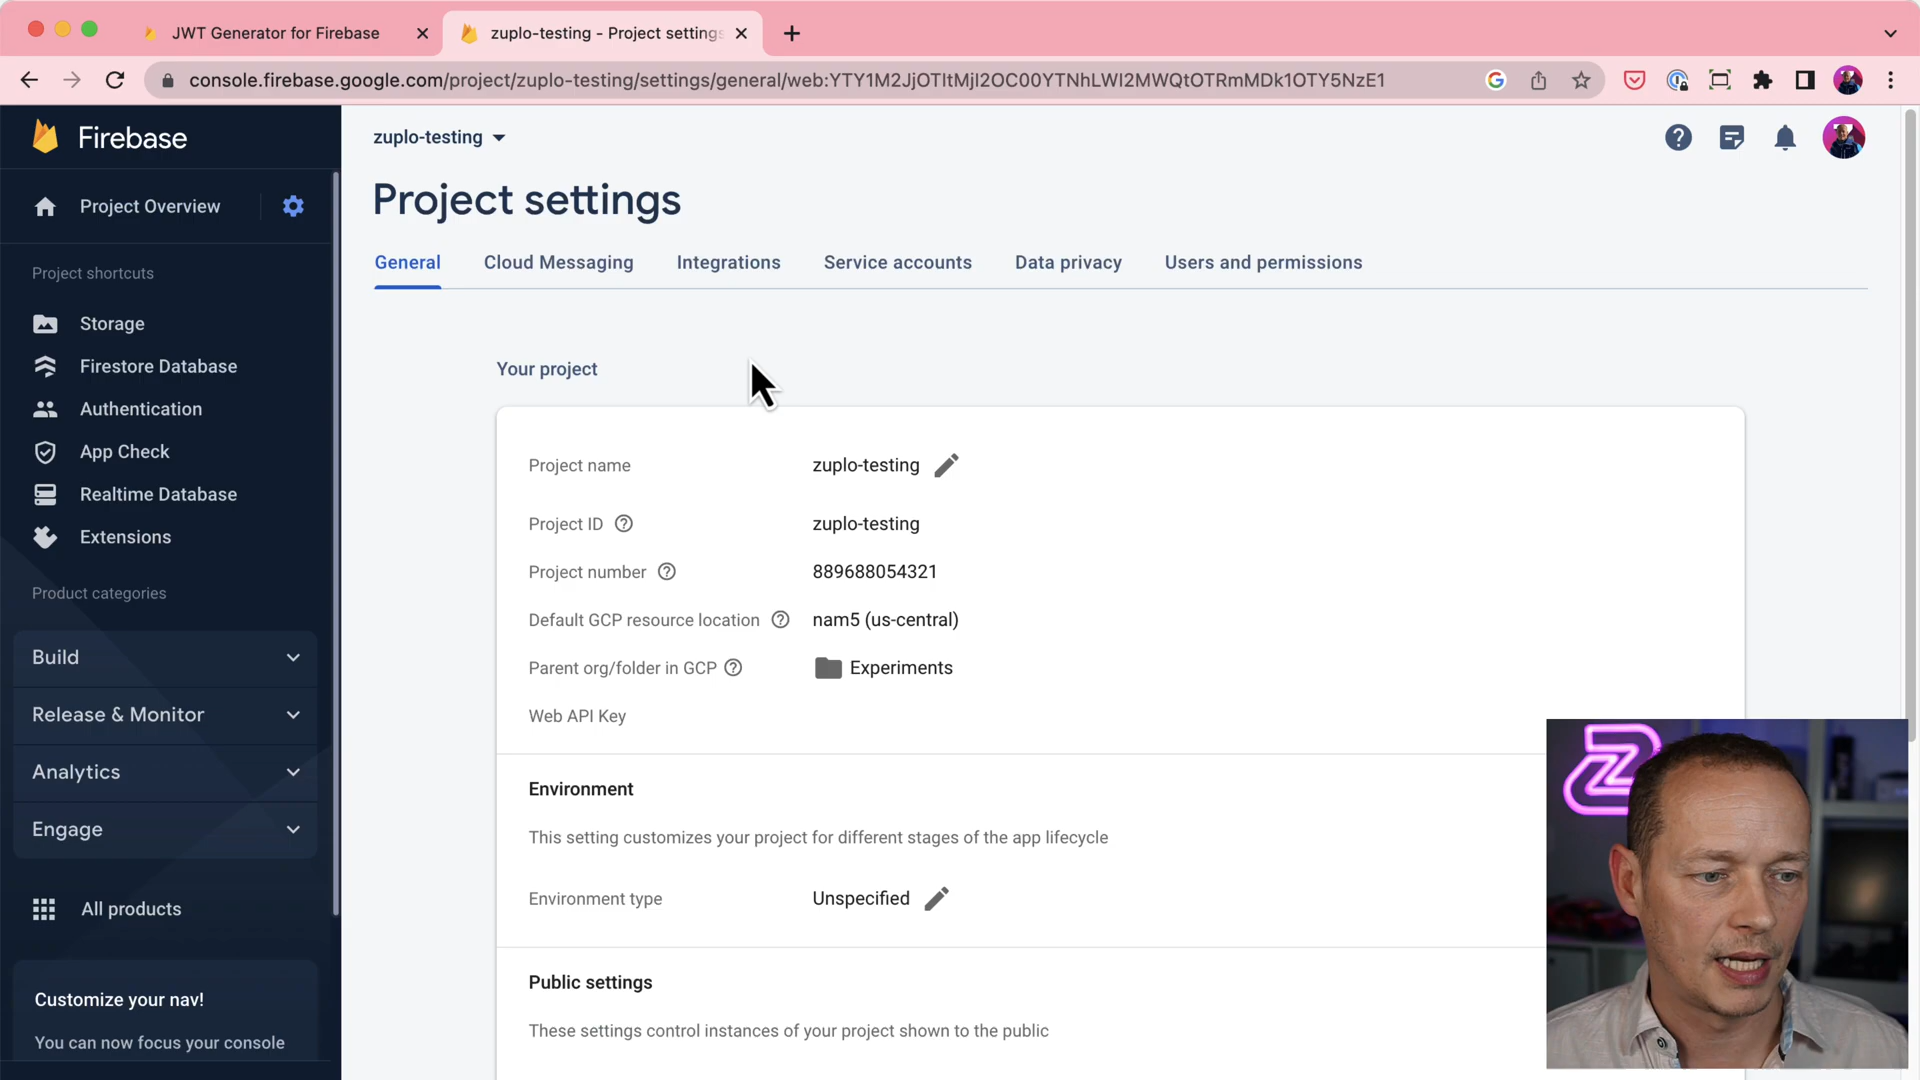 JWT Generator for Firebase
zuplo-testing - Project settings
console.firebase.google.com/project/zuplo-testing/settings/general/web:YTY1M2JjOTItMjI2OC00YTNhLWI2MWQtOTRmMDk1OTY5NzE1
Firebase
Project Overview
Project shortcuts
Storage
Firestore Database
Authentication
App Check
Realtime Database
Extensions
Product categories
Build
Release & Monitor
Analytics
Engage
All products
Customize your nav!
You can now focus your console
zuplo-testing
Project settings
General
Cloud Messaging
Integrations
Service accounts
Data privacy
Users and permissions
Your project
Project name
zuplo-testing
Project ID
zuplo-testing
Project number
889688054321
Default GCP resource location
nam5 (us-central)
Parent org/folder in GCP
Experiments
Web API Key
Environment
This setting customizes your project for different stages of the app lifecycle
Environment type
Unspecified
Public settings
These settings control instances of your project shown to the public